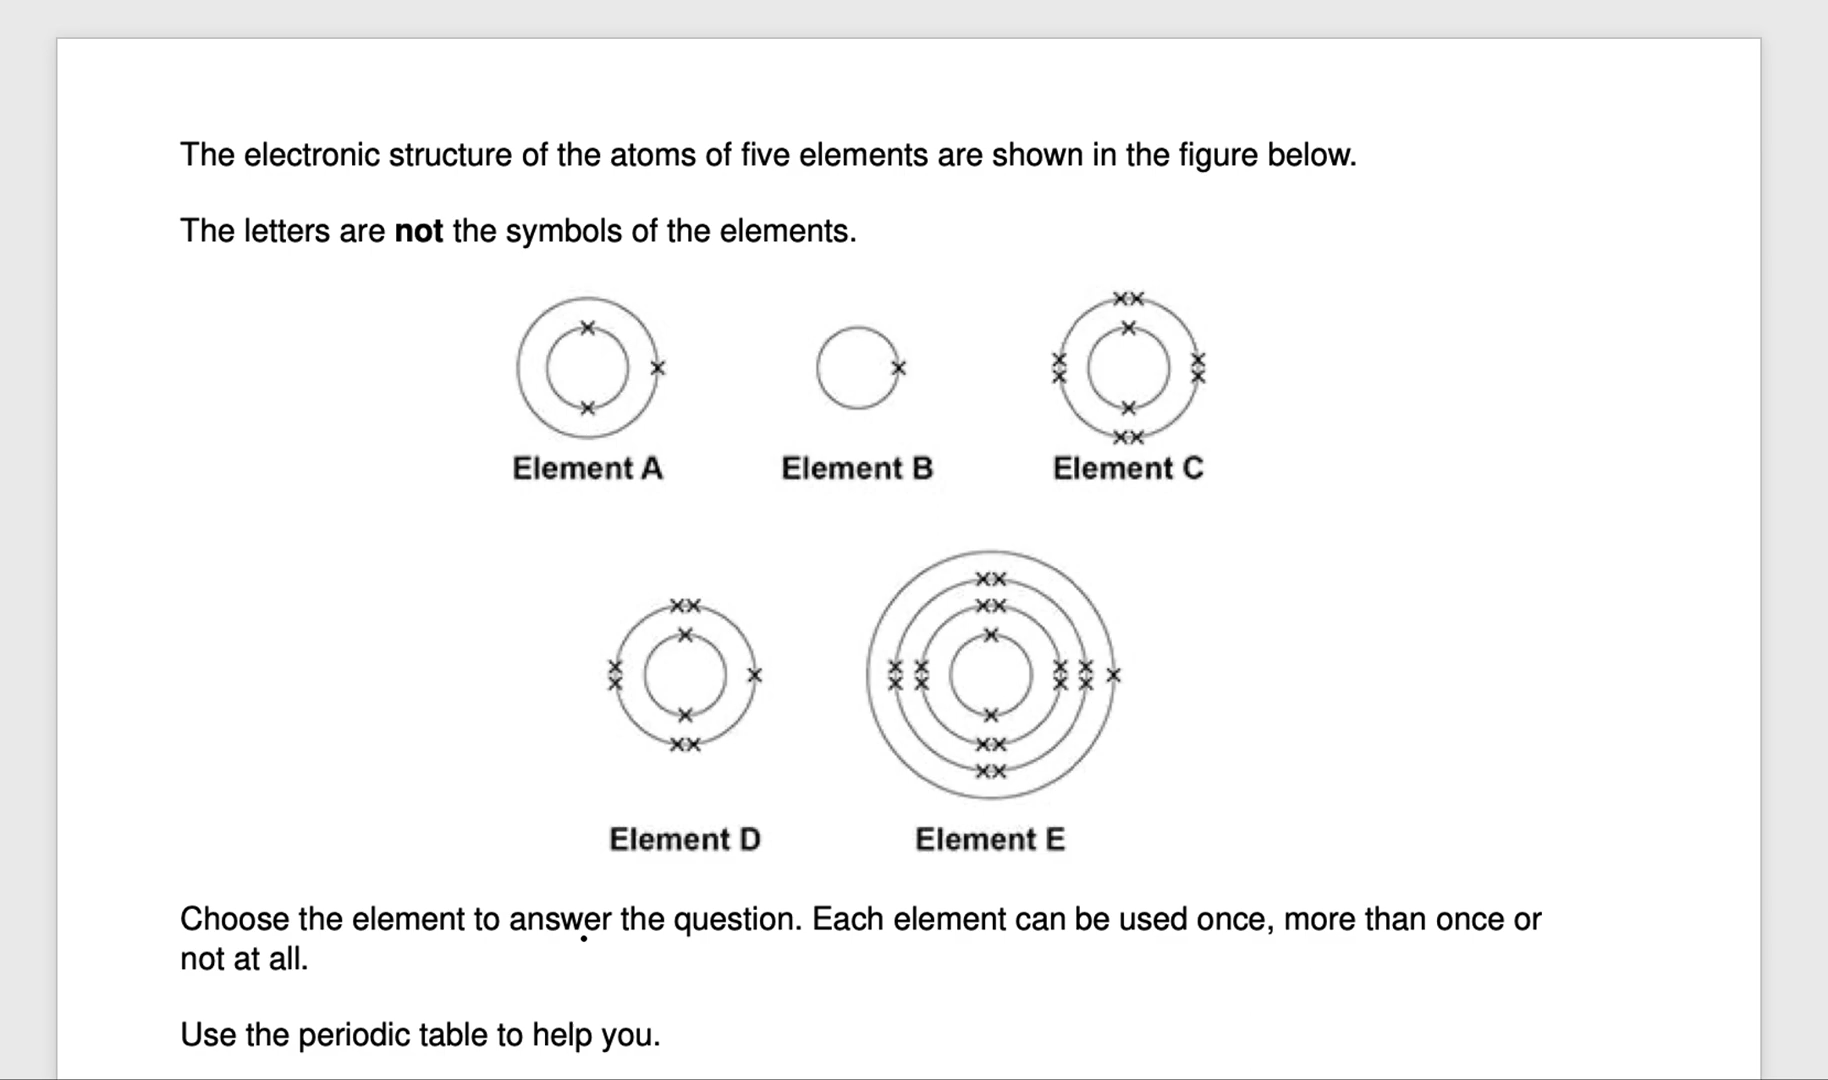 The electronic structure of the atoms of five elements are shown in the figure below.
The letters are not the symbols of the elements.
Element A
Element B
Element C
Element D
Element E
Choose the element to answer the question. Each element can be used once, more than once or
not at all.
Use the periodic table to help you.